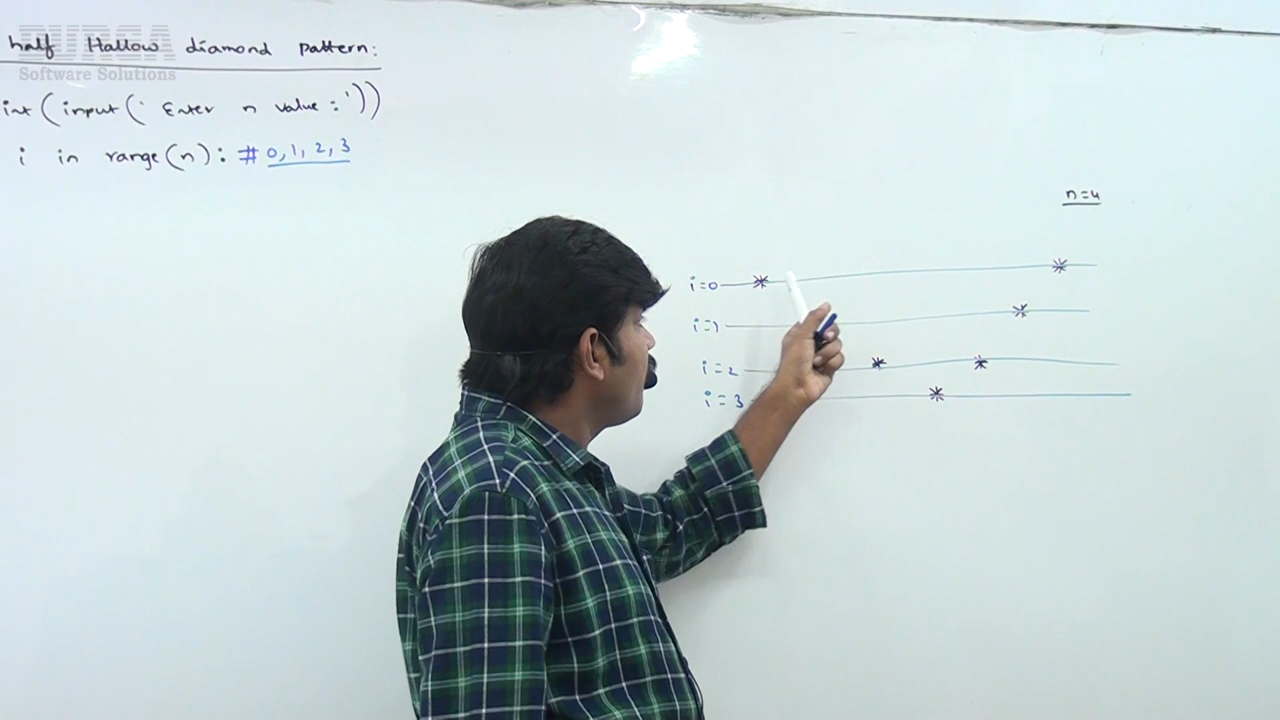 half Hallow diamond pattern:
Software Solutions
int(input('Enter n value:'))
i in range(n): # 0, 1, 2, 3
n=4
i=0 * *
i=1 *
i=2 * *
i=3 *